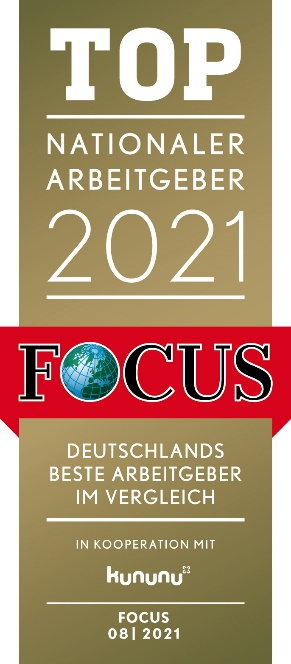 TOP
NATIONALER
ARBEITGEBER
2021
FOCUS
DEUTSCHLANDS
BESTE ARBEITGEBER
IM VERGLEICH
IN KOOPERATION MIT
kununu
FOCUS
08| 2021